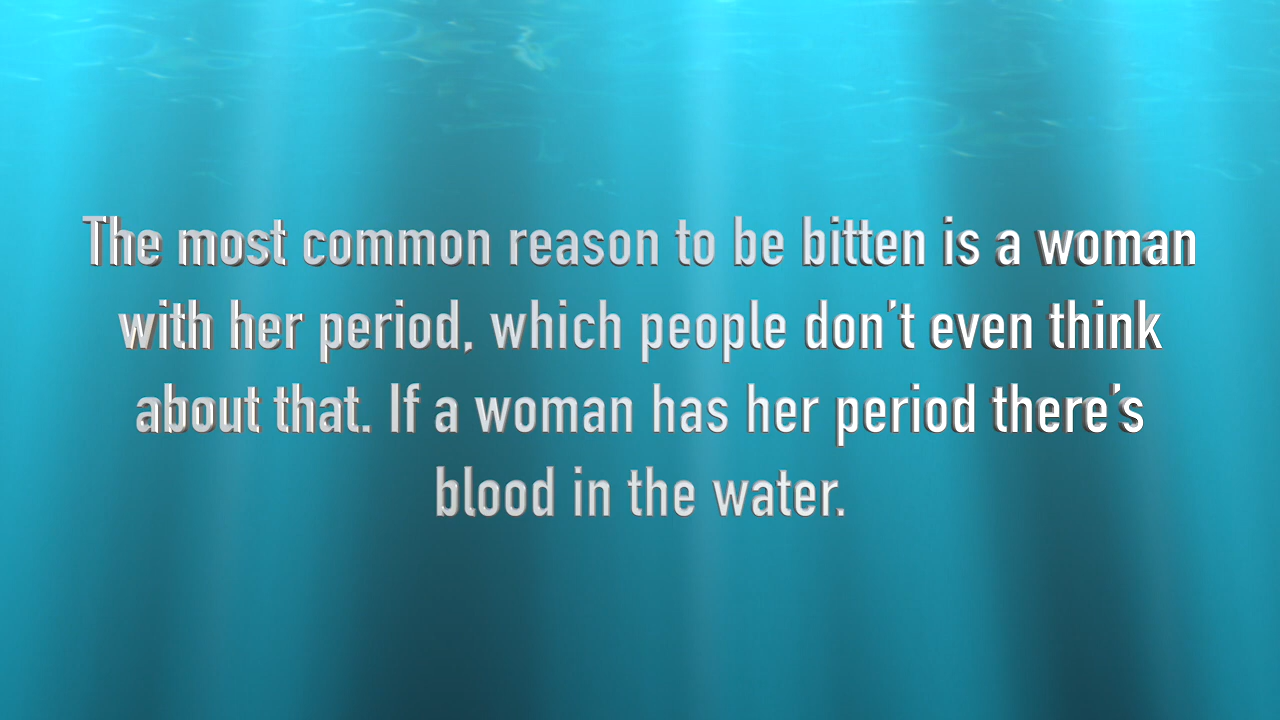 The most common reason to be bitten is a woman
with her period, which people don't even think
about that. If a woman has her period there's
blood in the water.